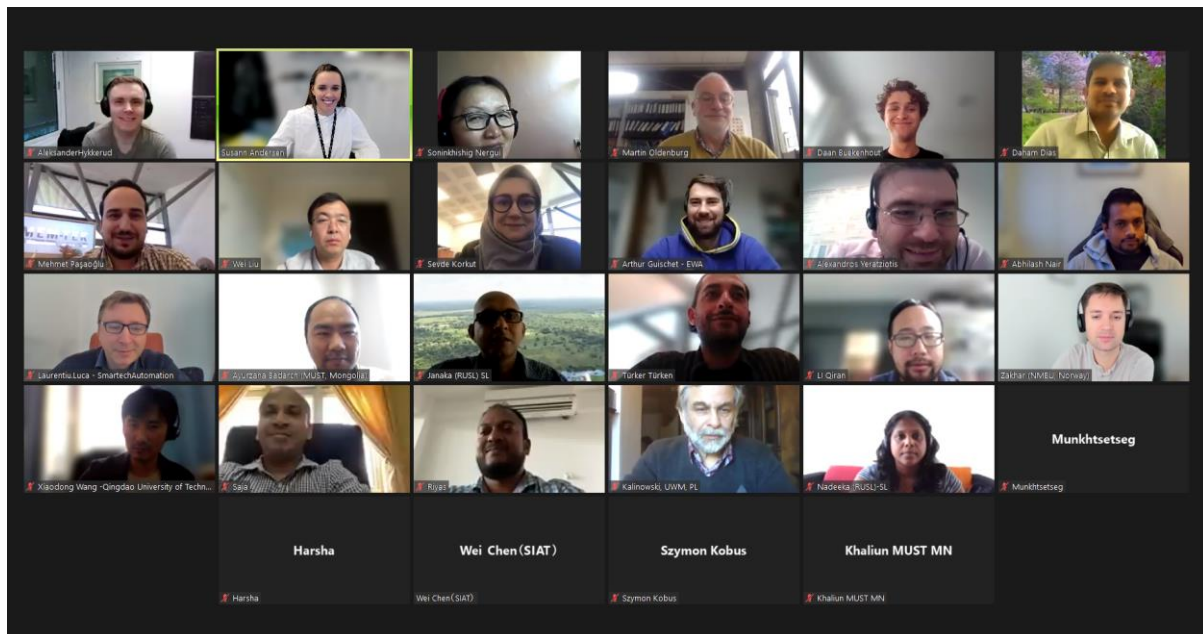 AleksanderHykkerud
Susann Andersen
Soninkhishig Nergui
Martin Oldenburg
Daan Buekenhout
Daham Dias
MEM-TEK
Mehmet Paşaoğlu
Wei Liu
Sevde Korkut
Arthur Guischet - EWA
Alexandros Yeratziotis
Abhilash Nair
Laurentiu.Luca - SmartechAutomation
Ayurzana Badarch (MUST, Mongolia)
Janaka (RUSL) SL
Türker Türken
LI Qiran
Zakhar (NMBU, Norway)
Xiaodong Wang -Qingdao University of Techn...
Saja
Riyas
Kalinowski, UWM, PL
Nadeeka (RUSL)-SL
Munkhtsetseg
Munkhtsetseg
Harsha
Wei Chen(SIAT)
Szymon Kobus
Khaliun MUST MN
Harsha
Wei Chen(SIAT)
Szymon Kobus
Khaliun MUST MN